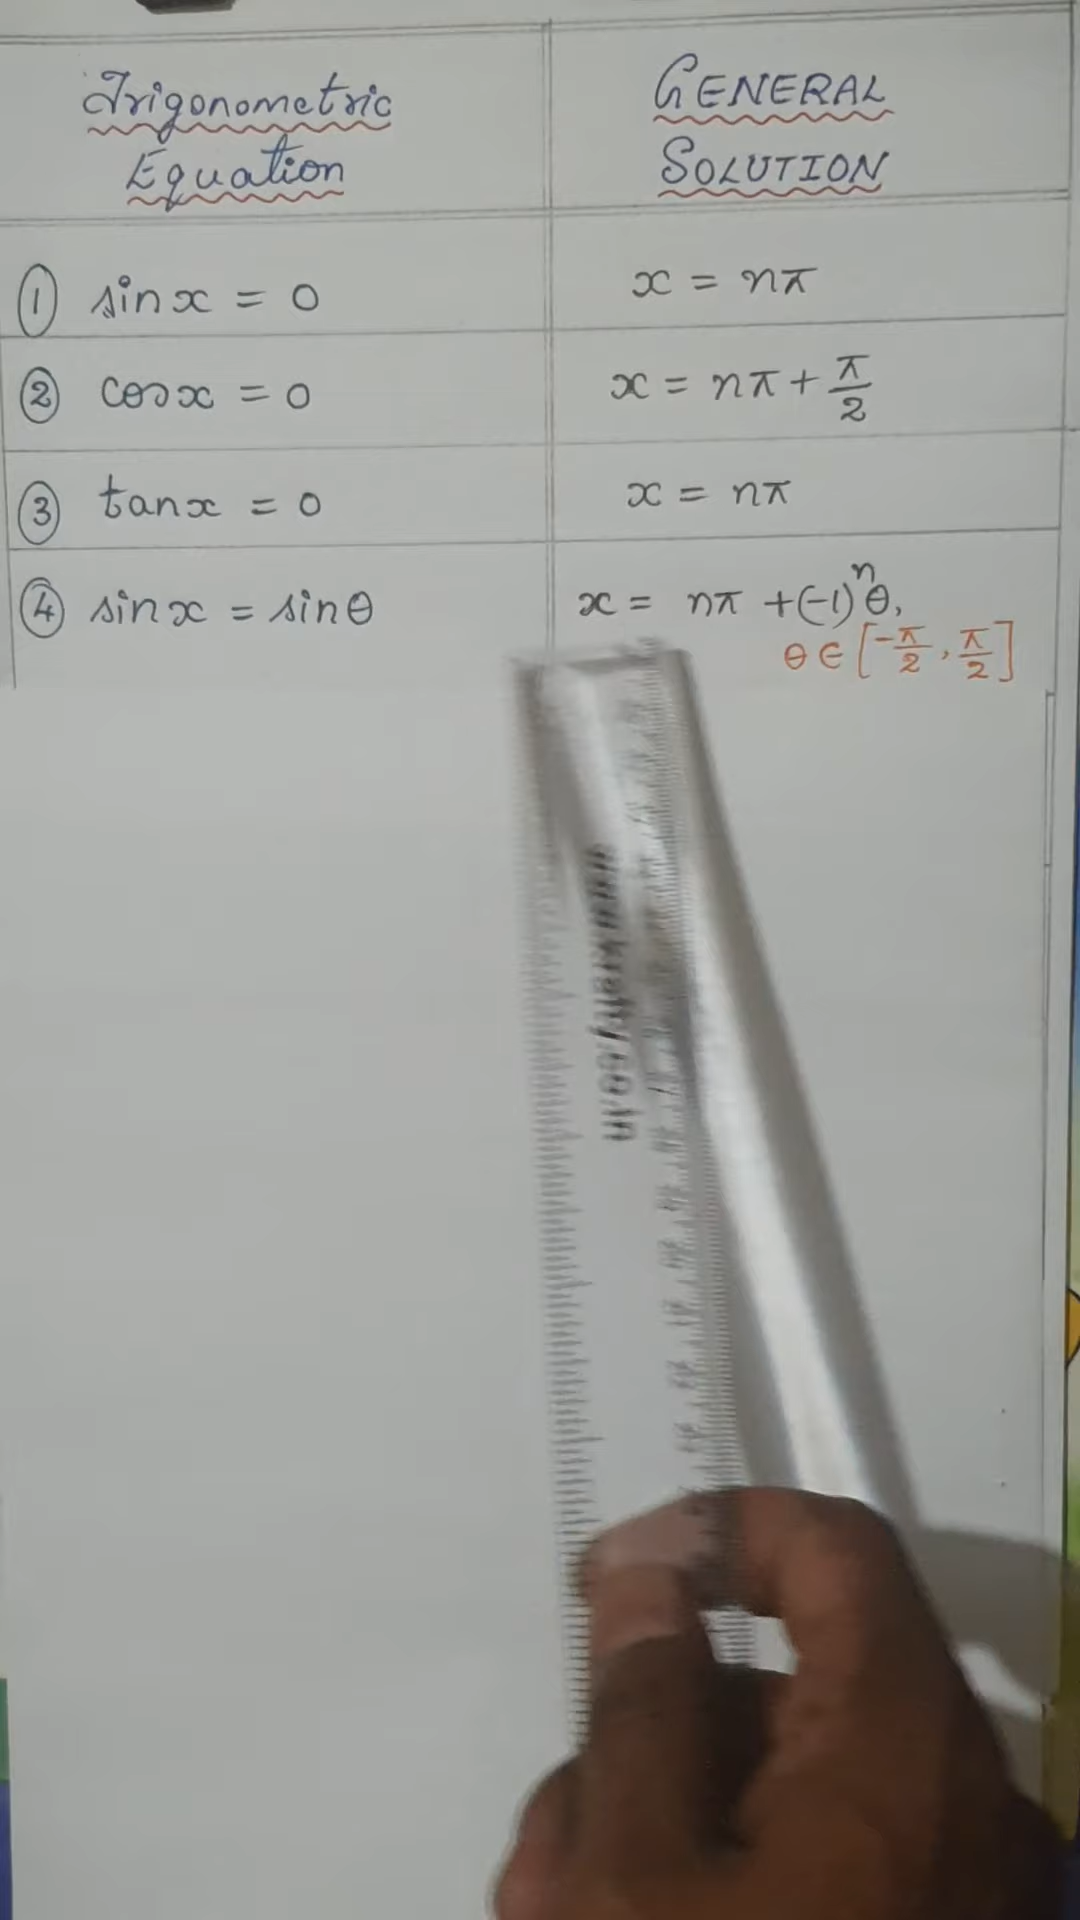 Trigonometric Equation
GENERAL SOLUTION
① sin x = 0
x = nπ
② cos x = 0
x = nπ + π/2
③ tan x = 0
x = nπ
④ sin x = sin θ
x = nπ + (-1)ⁿ θ,
θ ∈ [-π/2, π/2]